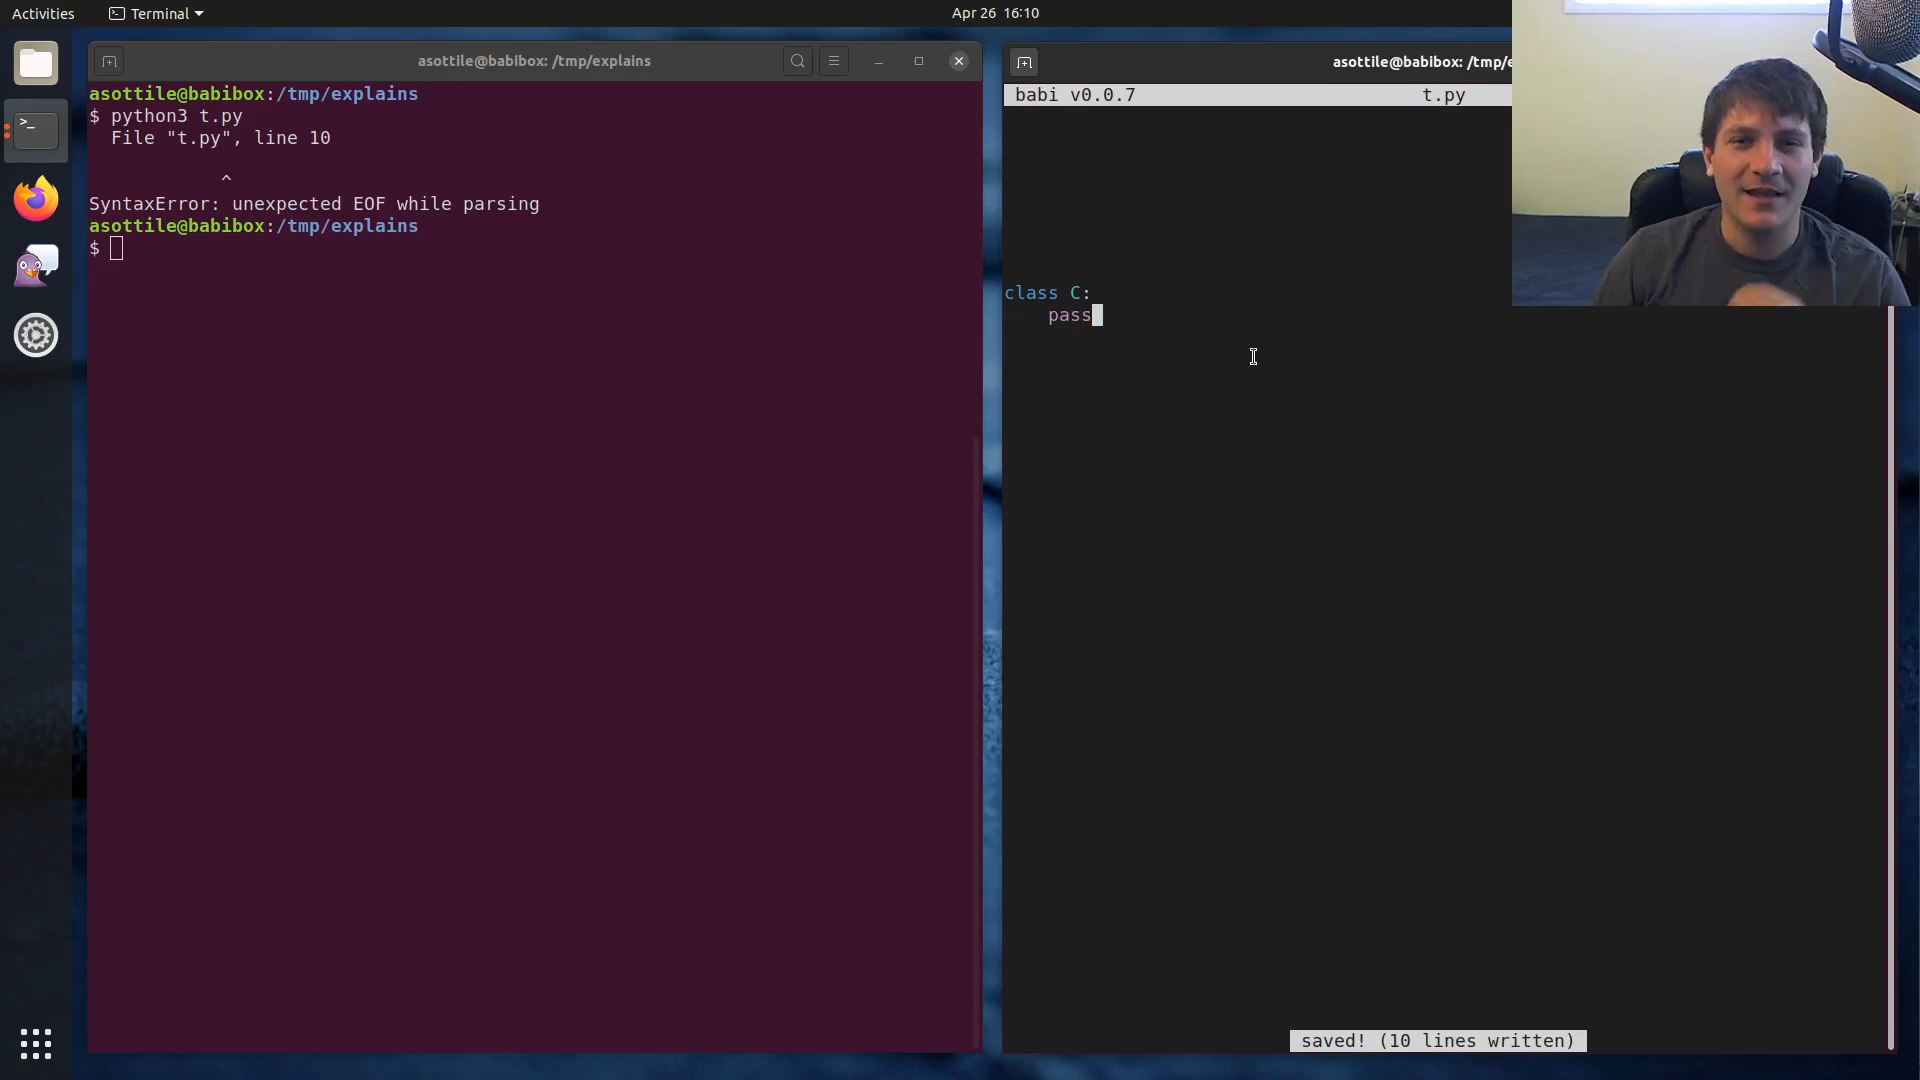 Activities
Terminal
Apr 26 16:10
asottile@babibox: /tmp/explains
asottile@babibox:/tmp/explains
$ python3 t.py
  File "t.py", line 10
            ^
SyntaxError: unexpected EOF while parsing
asottile@babibox:/tmp/explains
$
asottile@babibox: /tmp/e
babi v0.0.7 t.py
class C:
    pass
saved! (10 lines written)